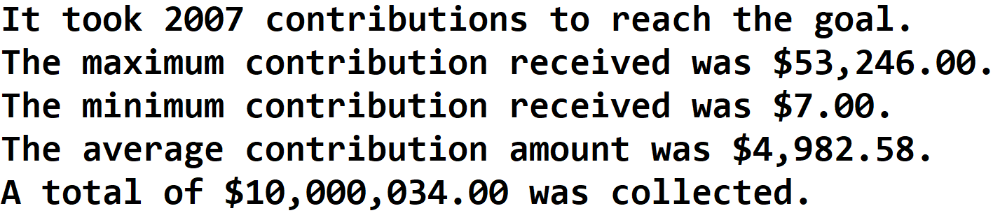 It took 2007 contributions to reach the goal.
The maximum contribution received was $53,246.00.
The minimum contribution received was $7.00.
The average contribution amount was $4,982.58.
A total of $10,000,034.00 was collected.